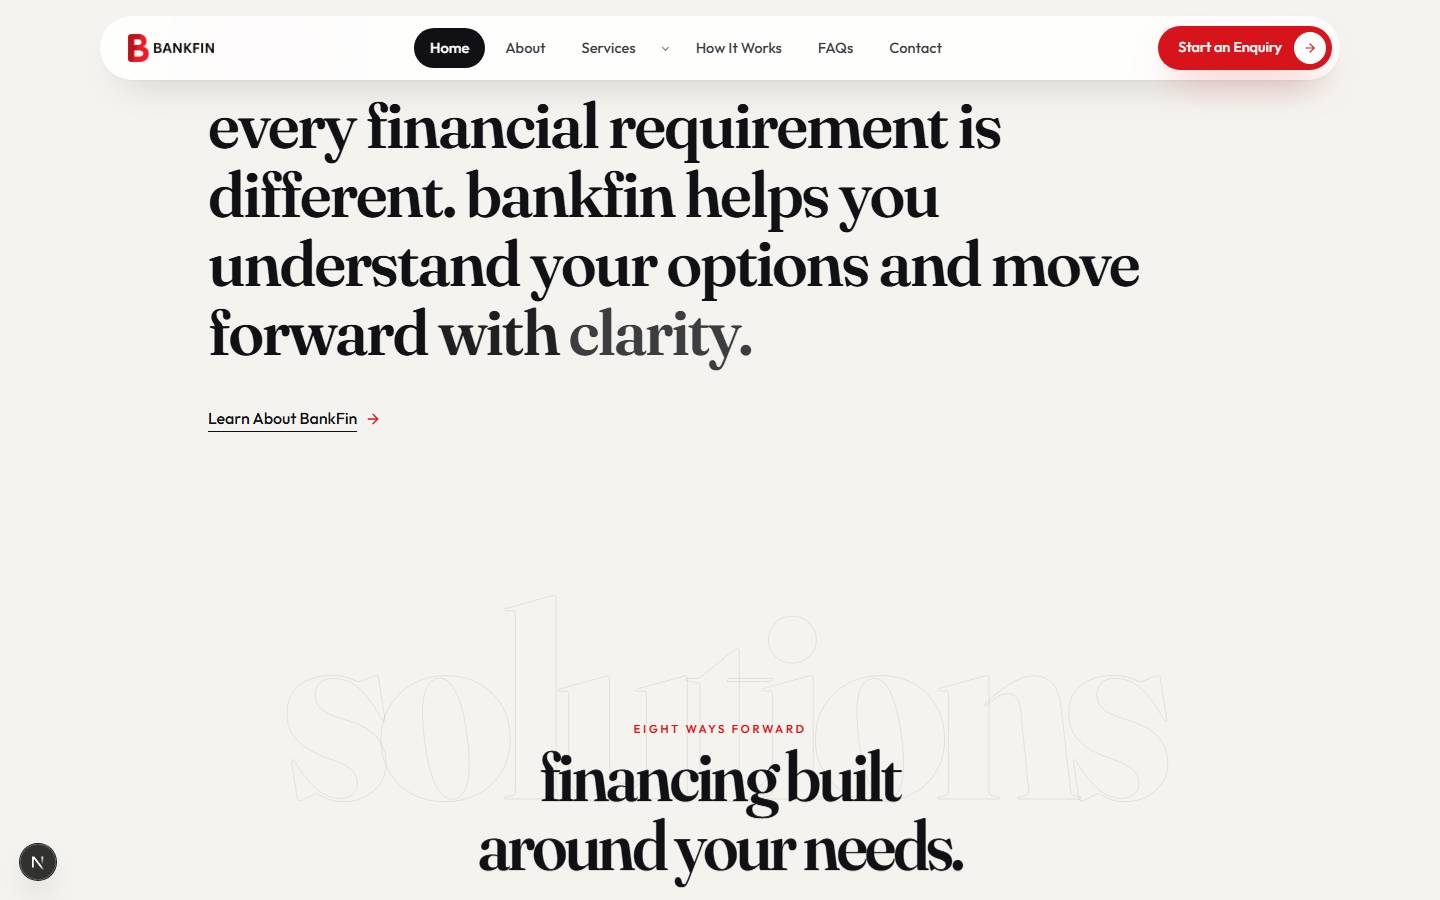 BANKFIN
Home About Services How It Works FAQs Contact
Start an Enquiry
every financial requirement is
different. bankfin helps you
understand your options and move
forward with clarity.
Learn About BankFin
solutions
EIGHT WAYS FORWARD
financing built
around your needs.
N